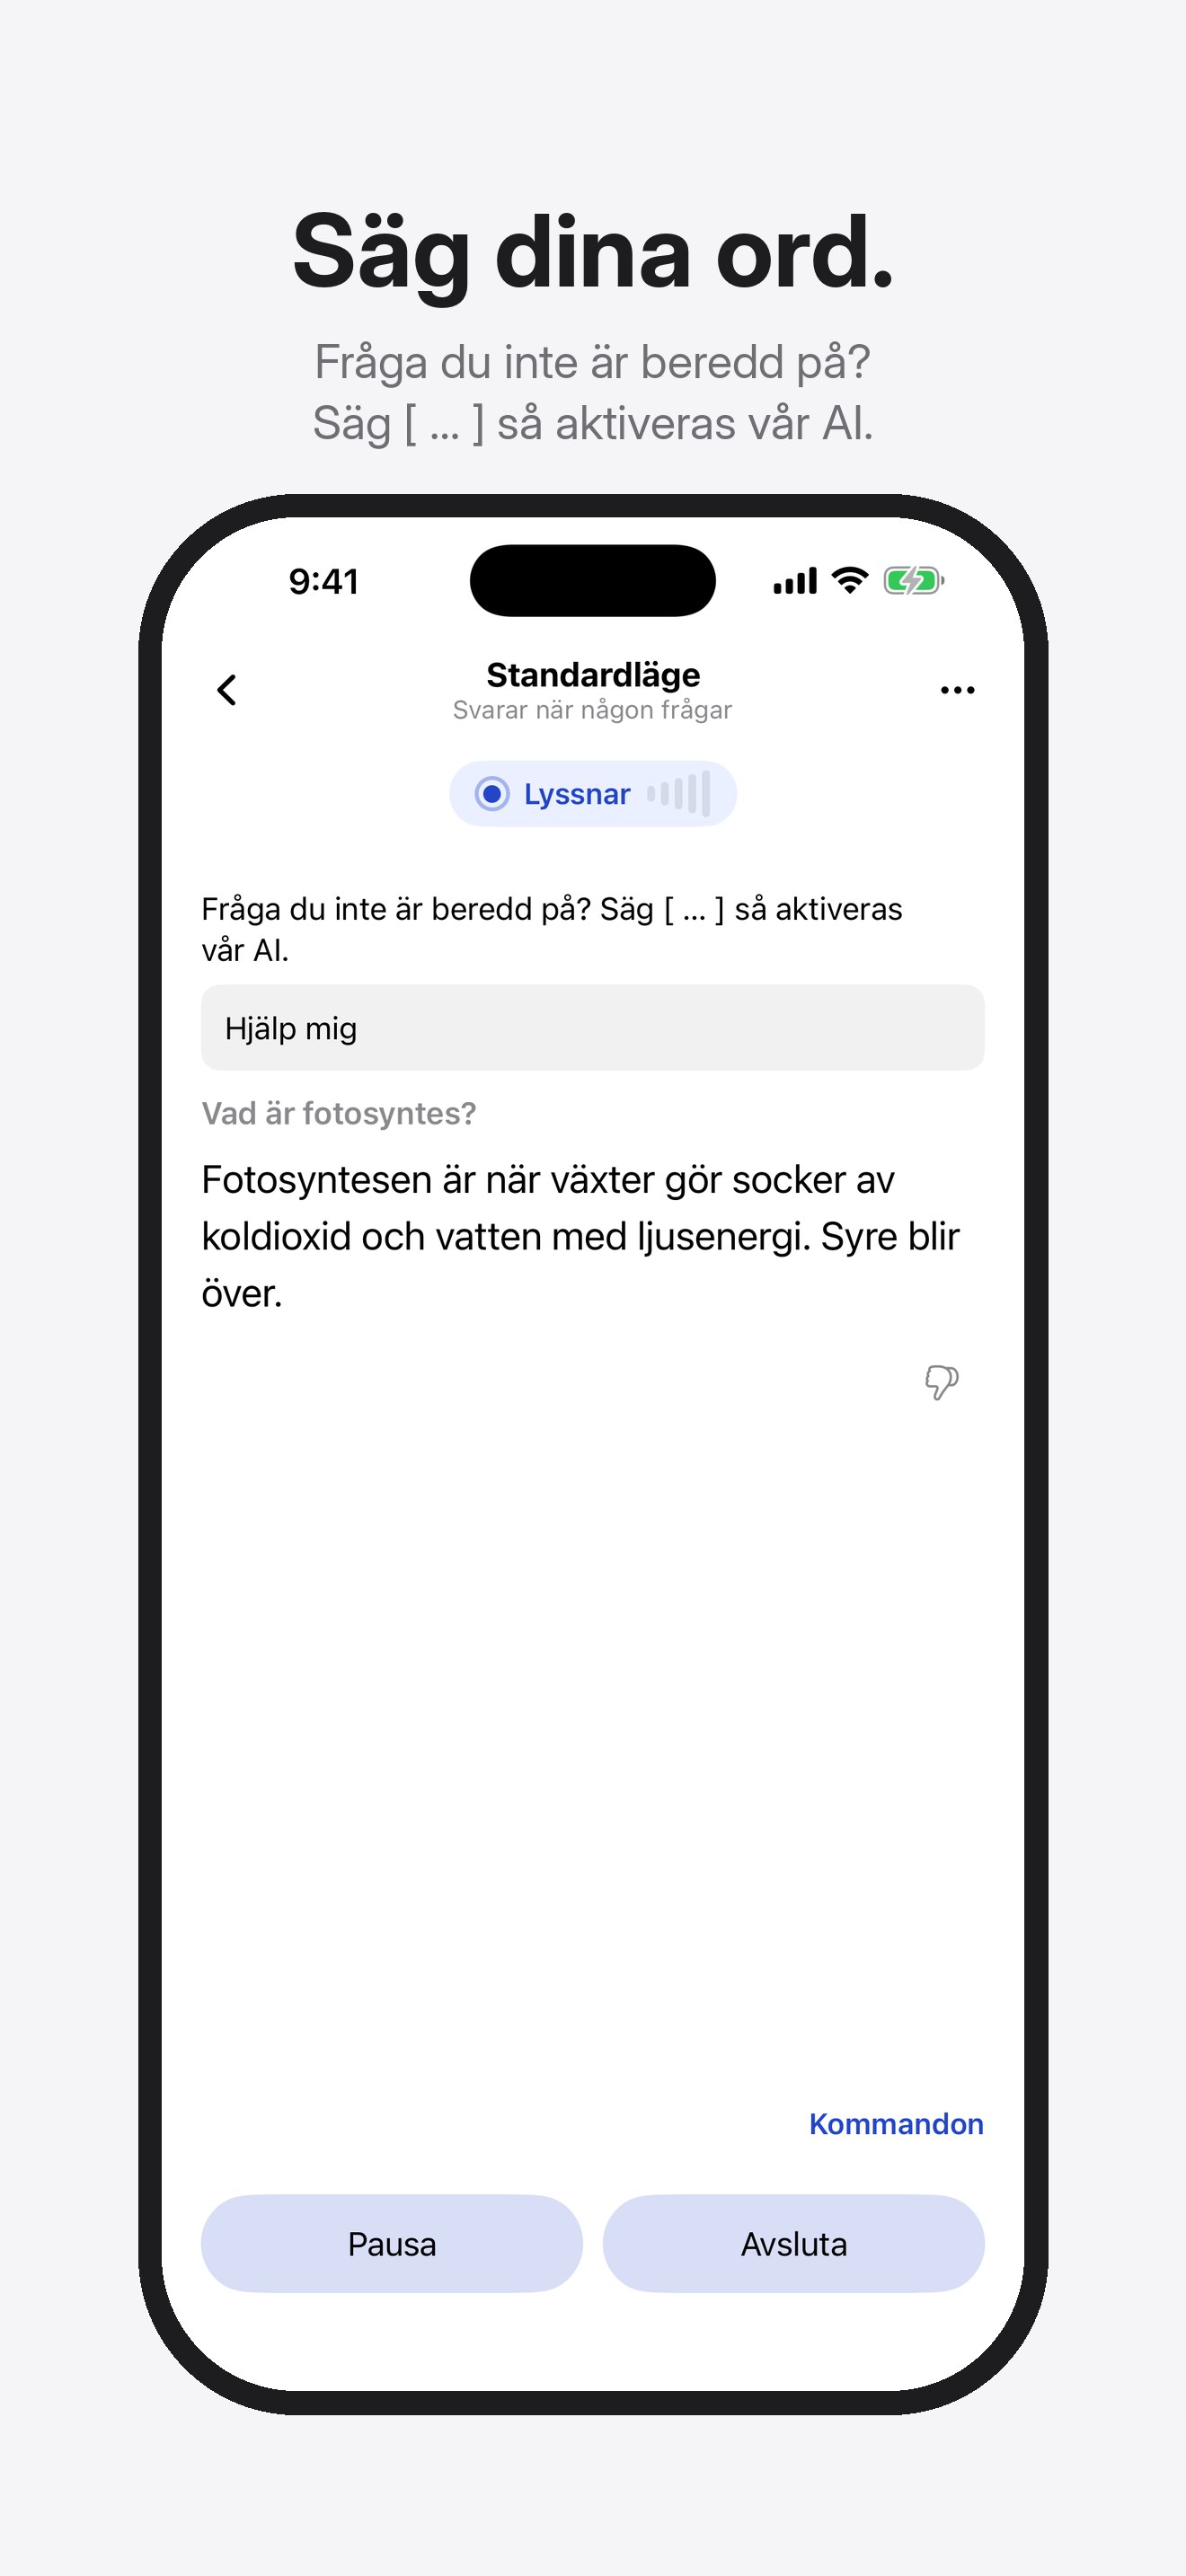 Säg dina ord.
Fråga du inte är beredd på?
Säg [ ... ] så aktiveras vår AI.
9:41
Standardläge
Svarar när någon frågar
Lyssnar
Fråga du inte är beredd på? Säg [ ... ] så aktiveras
vår AI.
Hjälp mig
Vad är fotosyntes?
Fotosyntesen är när växter gör socker av
koldioxid och vatten med ljusenergi. Syre blir
över.
Kommandon
Pausa
Avsluta